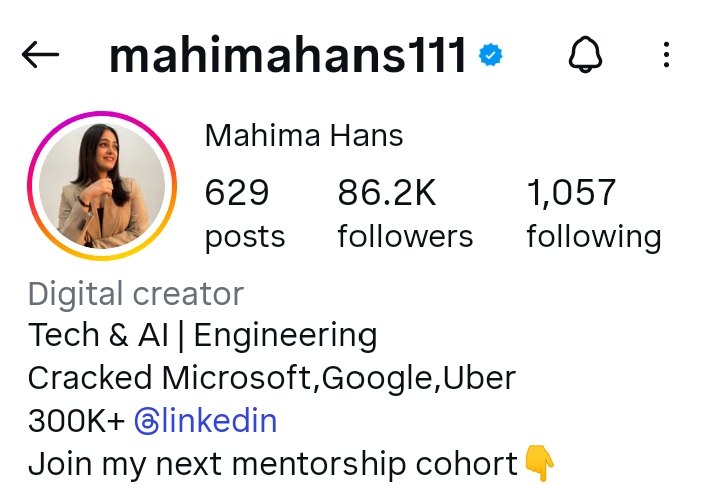 mahimahans111
Mahima Hans
629 86.2K 1,057
posts followers following
Digital creator
Tech & AI | Engineering
Cracked Microsoft,Google,Uber
300K+ @linkedin
Join my next mentorship cohort👇